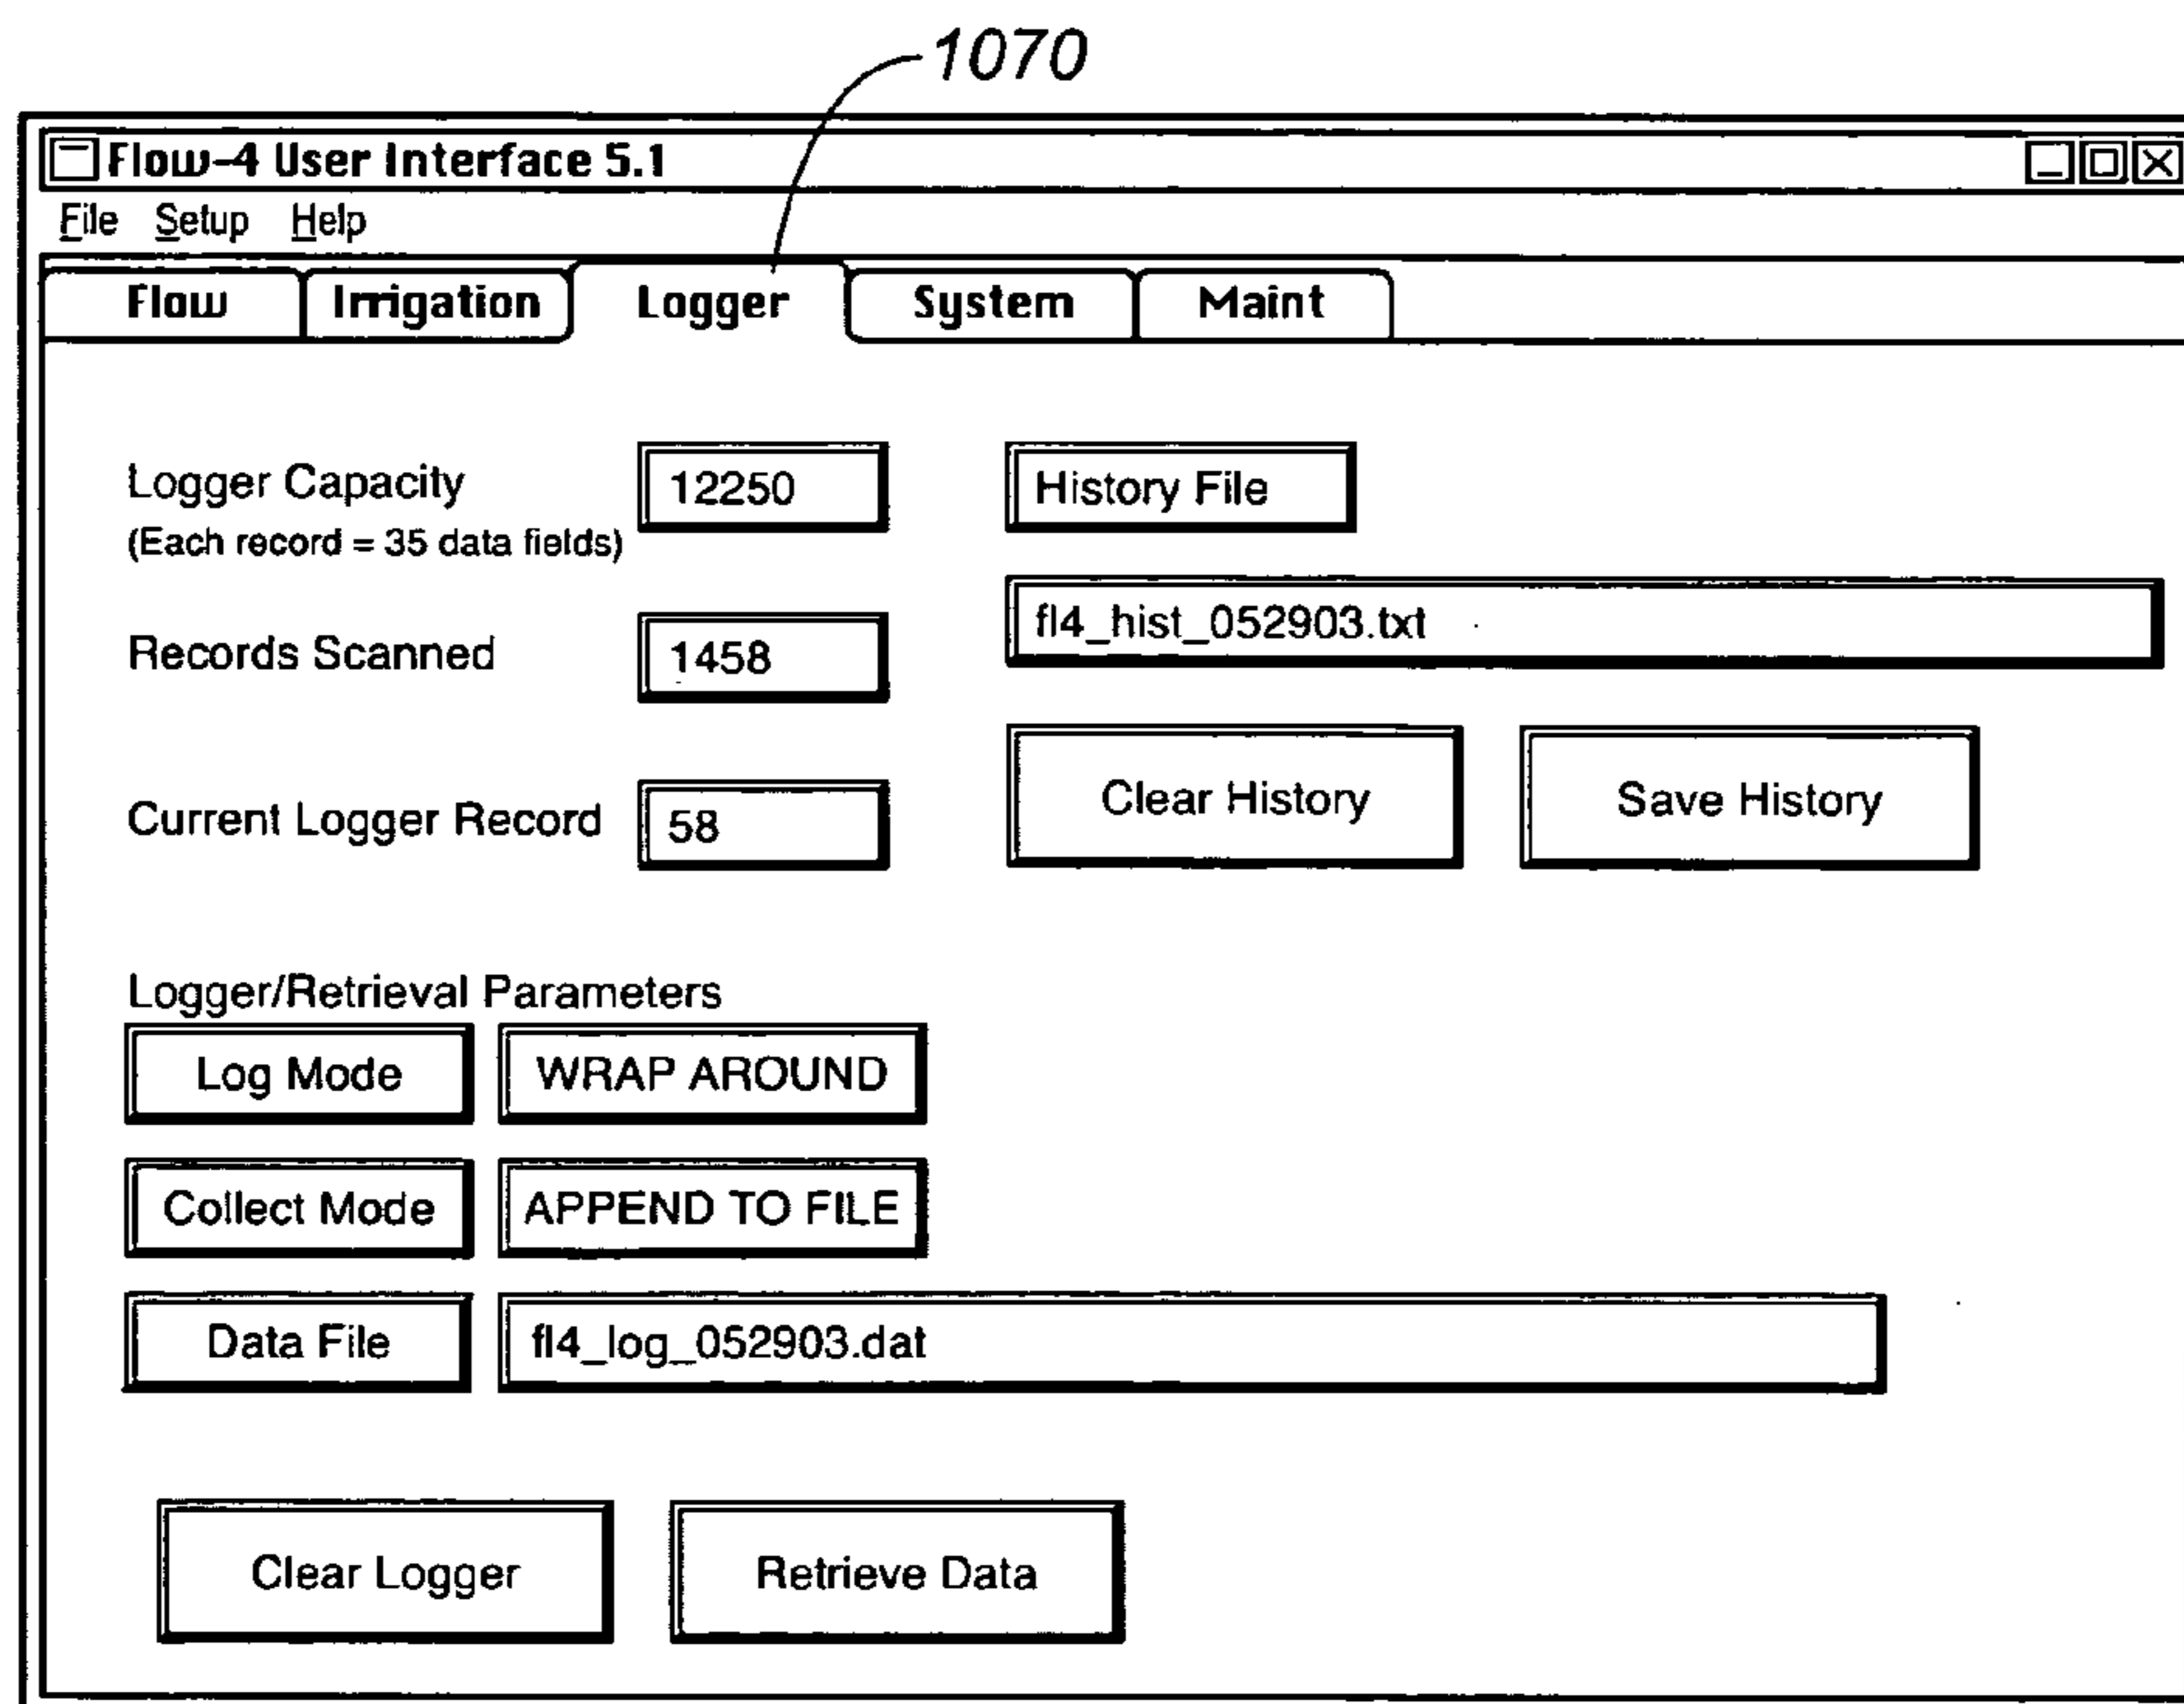 1070
Flow-4 User Interface 5.1
File Setup Help
Flow Irrigation Logger System Maint
Logger Capacity 12250 History File
(Each record = 35 data fields)
fl4_hist_052903.txt
Records Scanned 1458
Clear History Save History
Current Logger Record 58
Logger/Retrieval Parameters
Log Mode WRAP AROUND
Collect Mode APPEND TO FILE
Data File fl4_log_052903.dat
Clear Logger Retrieve Data